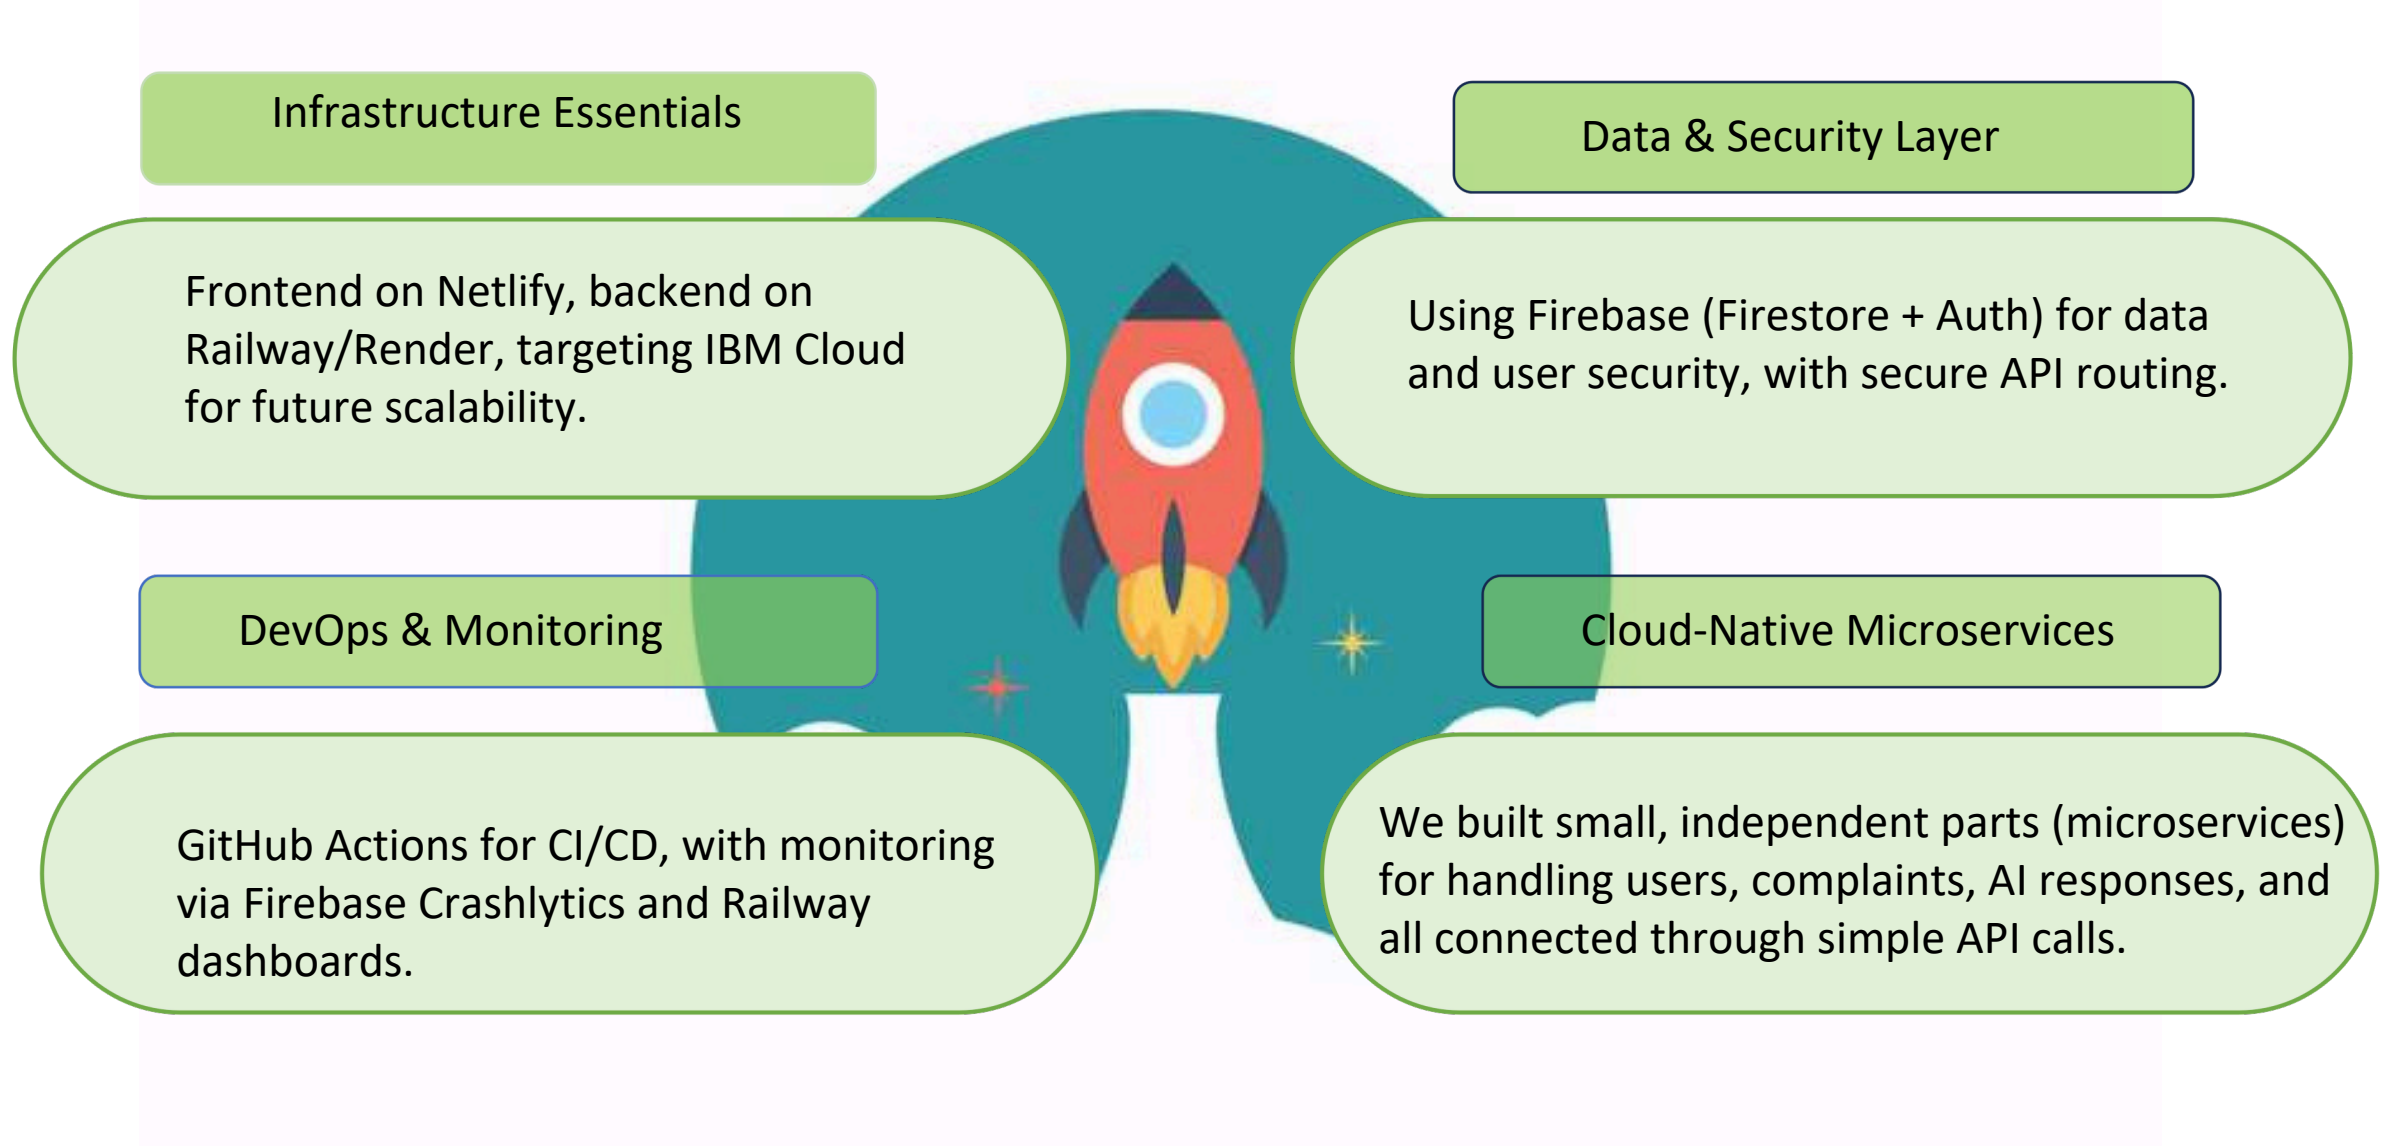 Infrastructure Essentials
Frontend on Netlify, backend on
Railway/Render, targeting IBM Cloud
for future scalability.
Data & Security Layer
Using Firebase (Firestore + Auth) for data
and user security, with secure API routing.
DevOps & Monitoring
GitHub Actions for CI/CD, with monitoring
via Firebase Crashlytics and Railway
dashboards.
Cloud-Native Microservices
We built small, independent parts (microservices)
for handling users, complaints, AI responses, and
all connected through simple API calls.